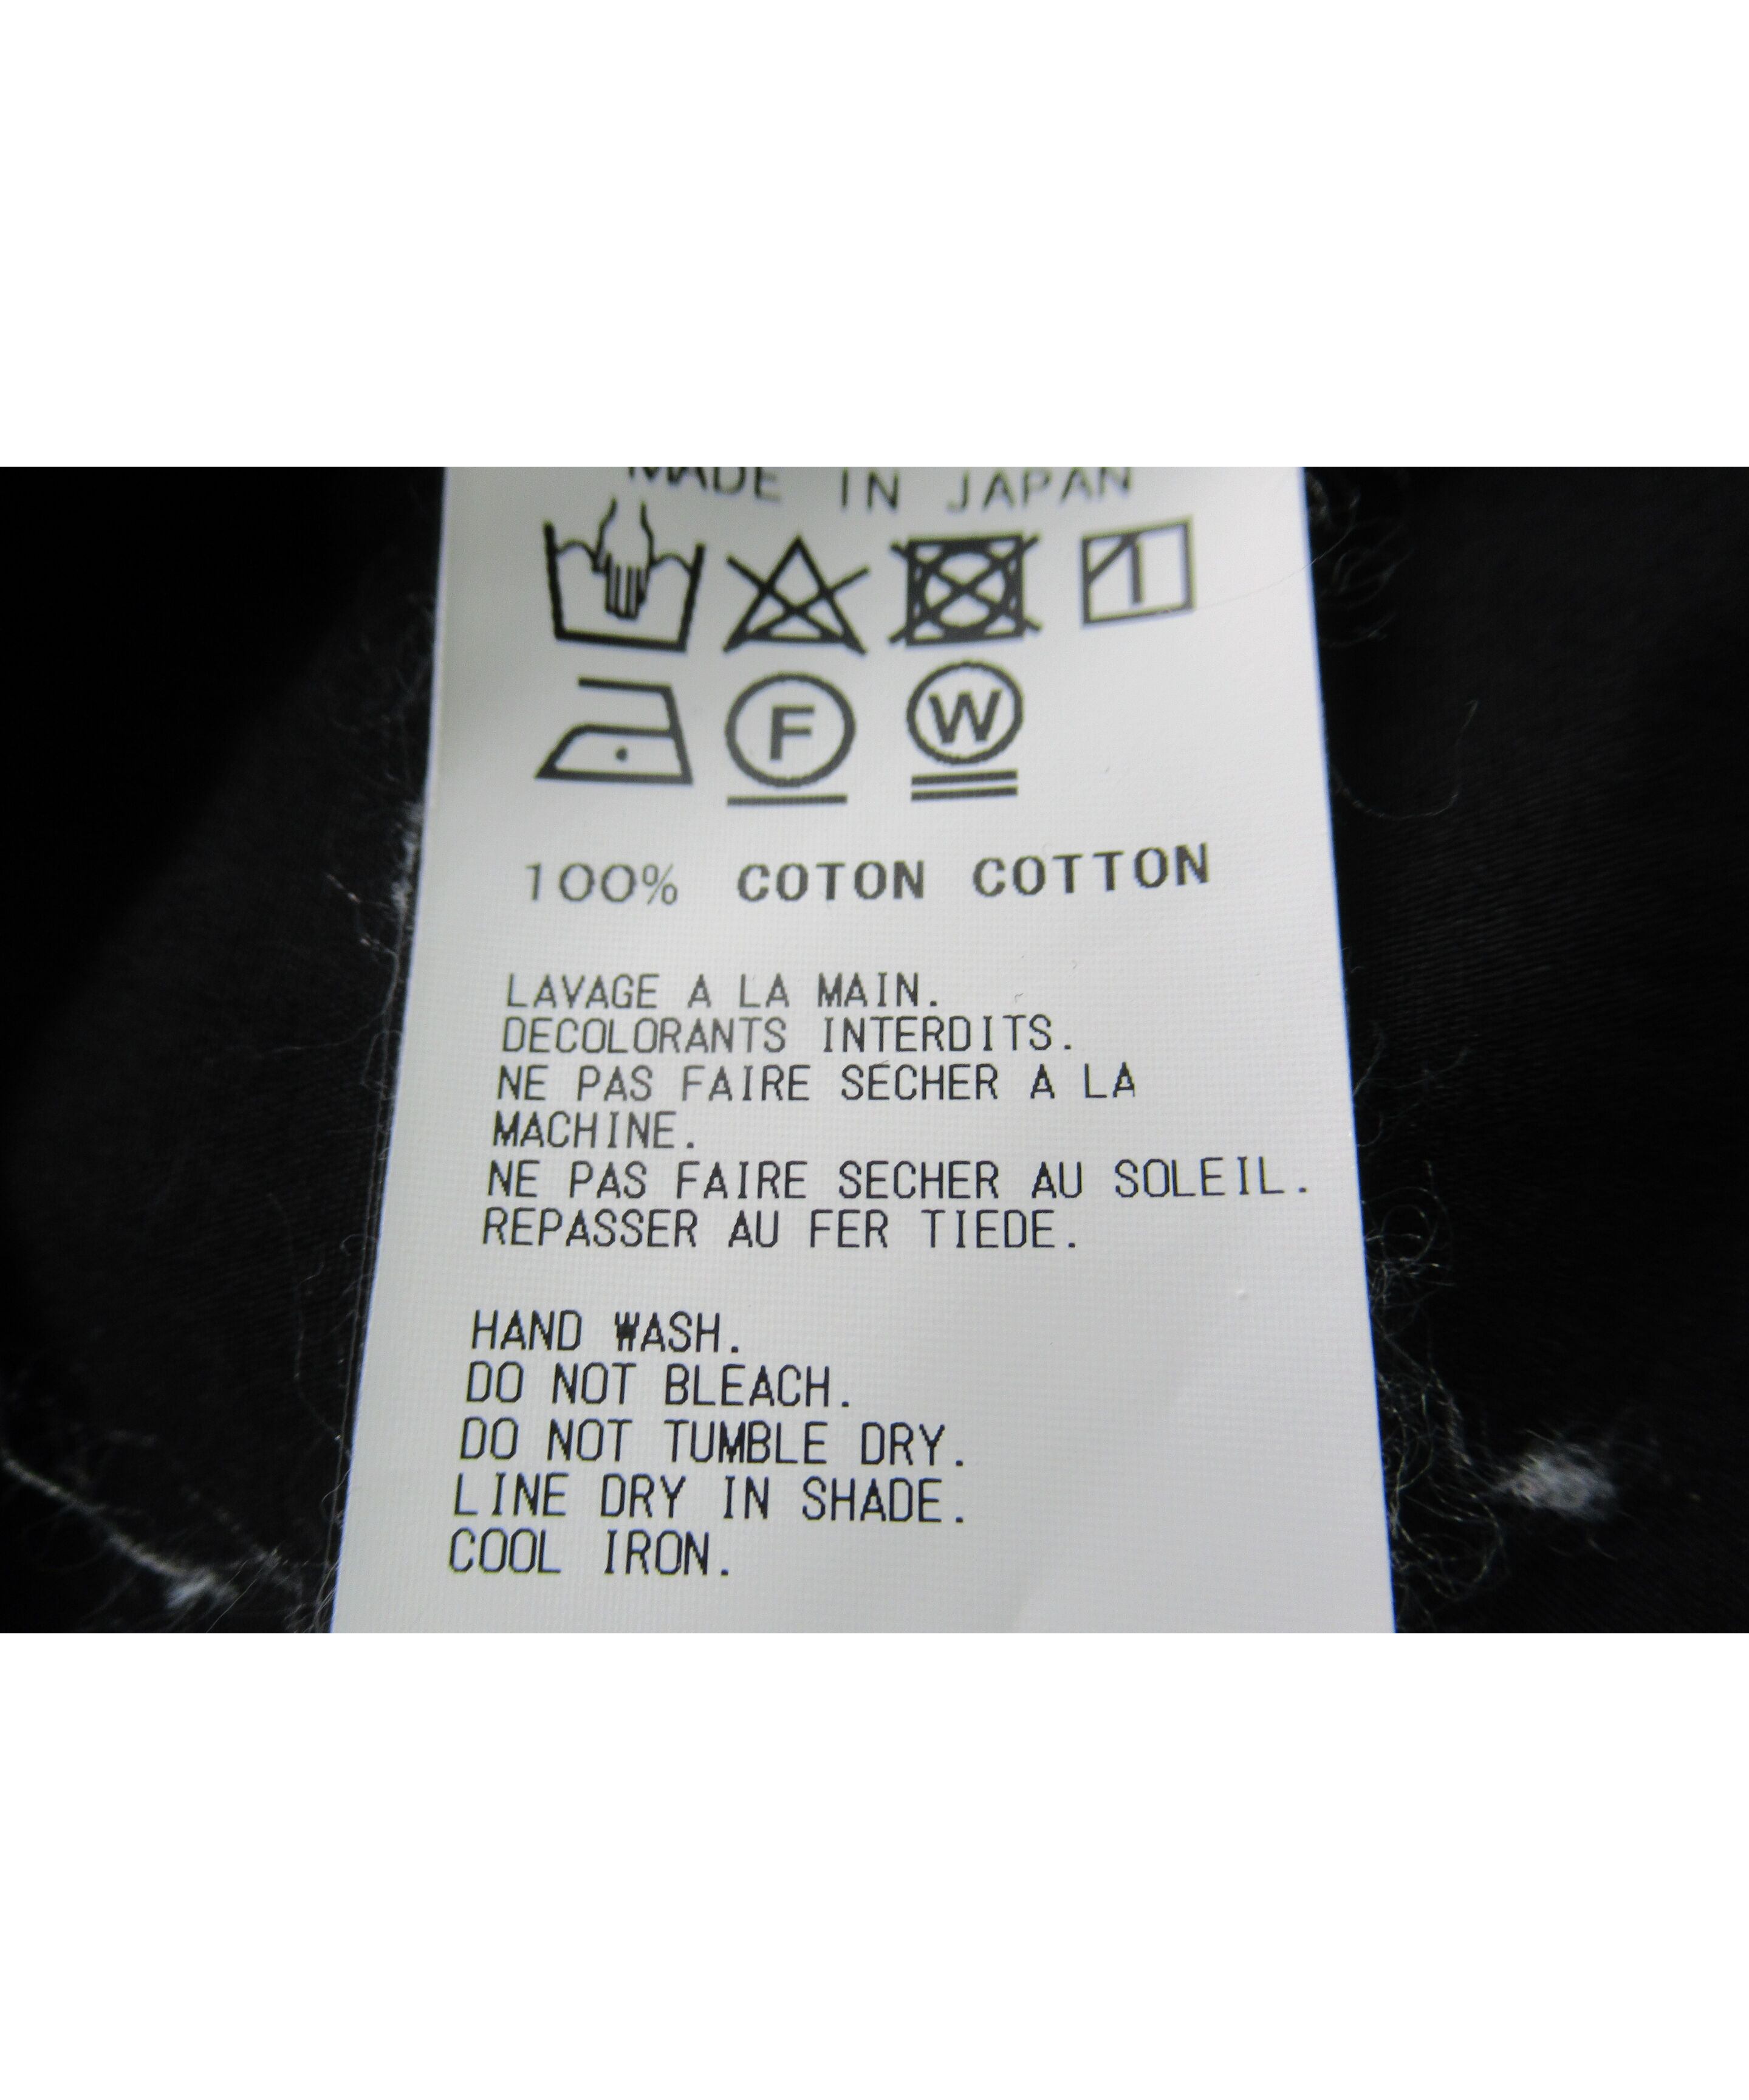 MADE IN JAPAN
F W
100% COTON COTTON
LAVAGE A LA MAIN.
DECOLORANTS INTERDITS.
NE PAS FAIRE SECHER A LA
MACHINE.
NE PAS FAIRE SECHER AU SOLEIL.
REPASSER AU FER TIEDE.
HAND WASH.
DO NOT BLEACH.
DO NOT TUMBLE DRY.
LINE DRY IN SHADE.
COOL IRON.